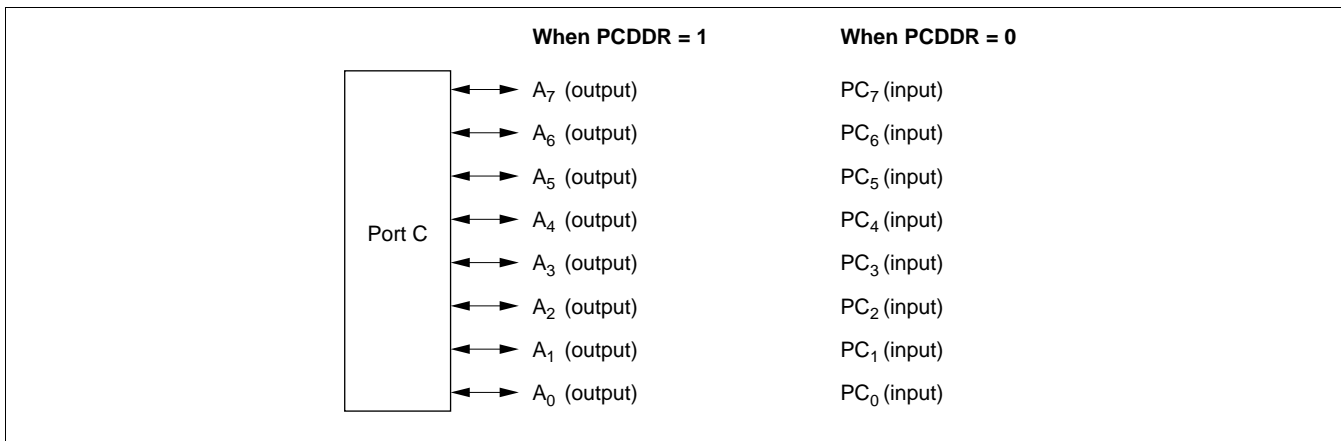 When PCDDR = 1 When PCDDR = 0
A7 (output) PC7 (input)
A6 (output) PC6 (input)
A5 (output) PC5 (input)
A4 (output) PC4 (input)
Port C
A3 (output) PC3 (input)
A2 (output) PC2 (input)
A1 (output) PC1 (input)
A0 (output) PC0 (input)